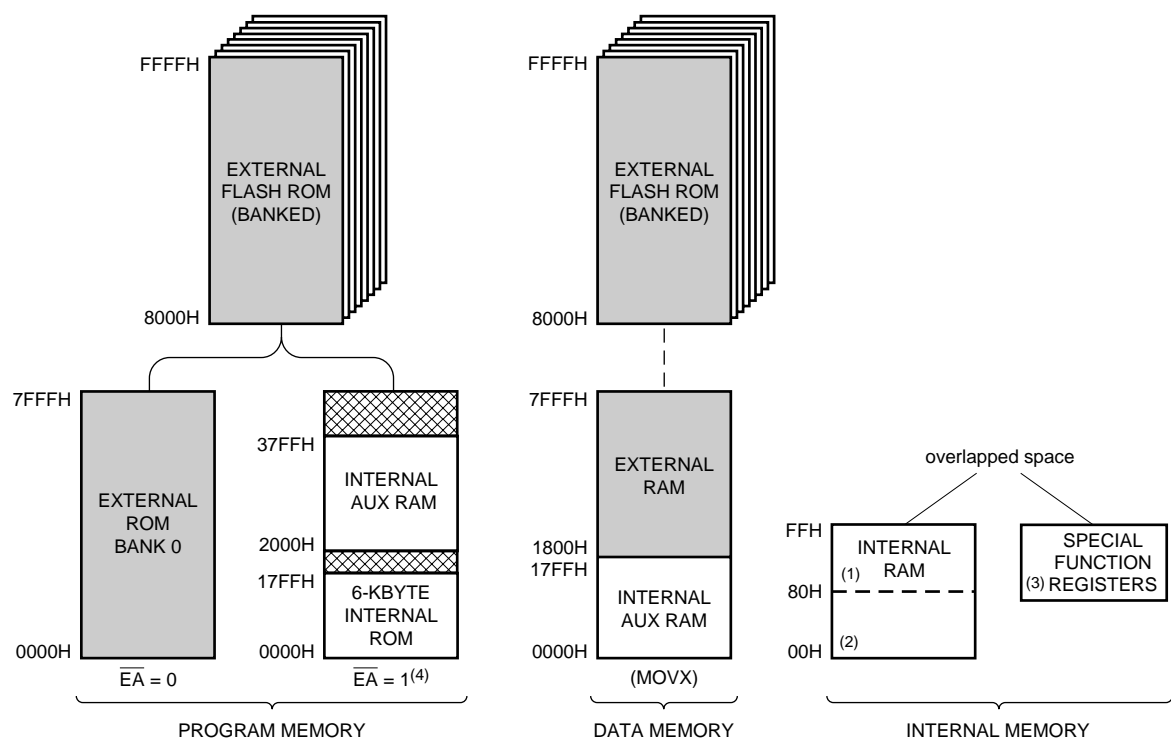 FFFFH
EXTERNAL
FLASH ROM
(BANKED)
8000H
7FFFH
EXTERNAL
ROM
BANK 0
0000H
EA = 0
37FFH
INTERNAL
AUX RAM
2000H
17FFH
6-KBYTE
INTERNAL
ROM
0000H
EA = 1(4)
PROGRAM MEMORY
FFFFH
EXTERNAL
FLASH ROM
(BANKED)
8000H
7FFFH
EXTERNAL
RAM
1800H
17FFH
INTERNAL
AUX RAM
0000H
(MOVX)
DATA MEMORY
overlapped space
FFH
INTERNAL
RAM
(1)
80H
(2)
00H
SPECIAL
FUNCTION
(3) REGISTERS
INTERNAL MEMORY